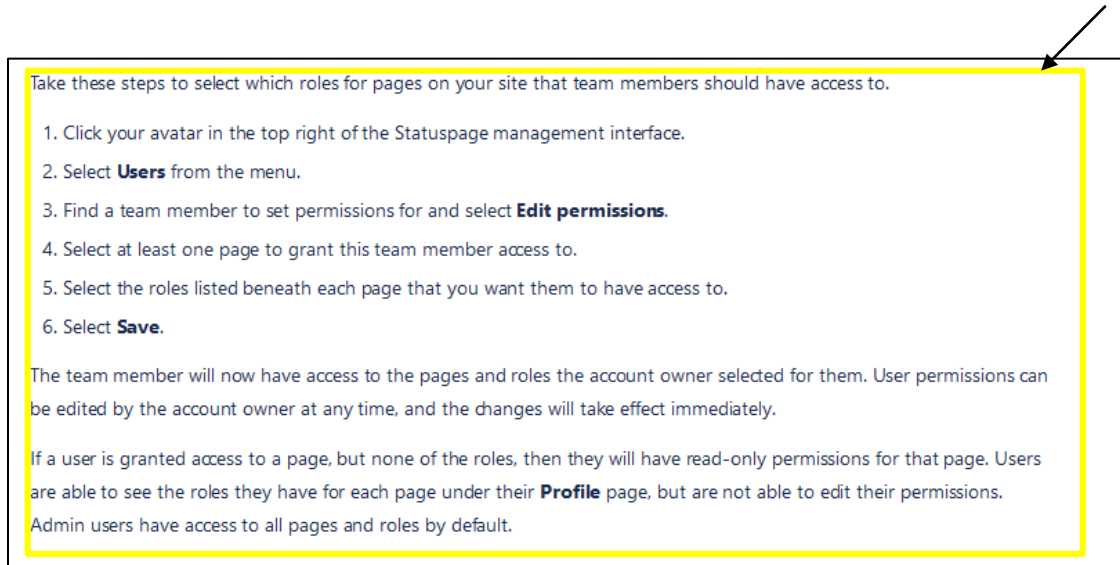 Take these steps to select which roles for pages on your site that team members should have access to.
1. Click your avatar in the top right of the Statuspage management interface.
2. Select Users from the menu.
3. Find a team member to set permissions for and select Edit permissions.
4. Select at least one page to grant this team member access to.
5. Select the roles listed beneath each page that you want them to have access to.
6. Select Save.
The team member will now have access to the pages and roles the account owner selected for them. User permissions can
be edited by the account owner at any time, and the changes will take effect immediately.
If a user is granted access to a page, but none of the roles, then they will have read-only permissions for that page. Users
are able to see the roles they have for each page under their Profile page, but are not able to edit their permissions.
Admin users have access to all pages and roles by default.